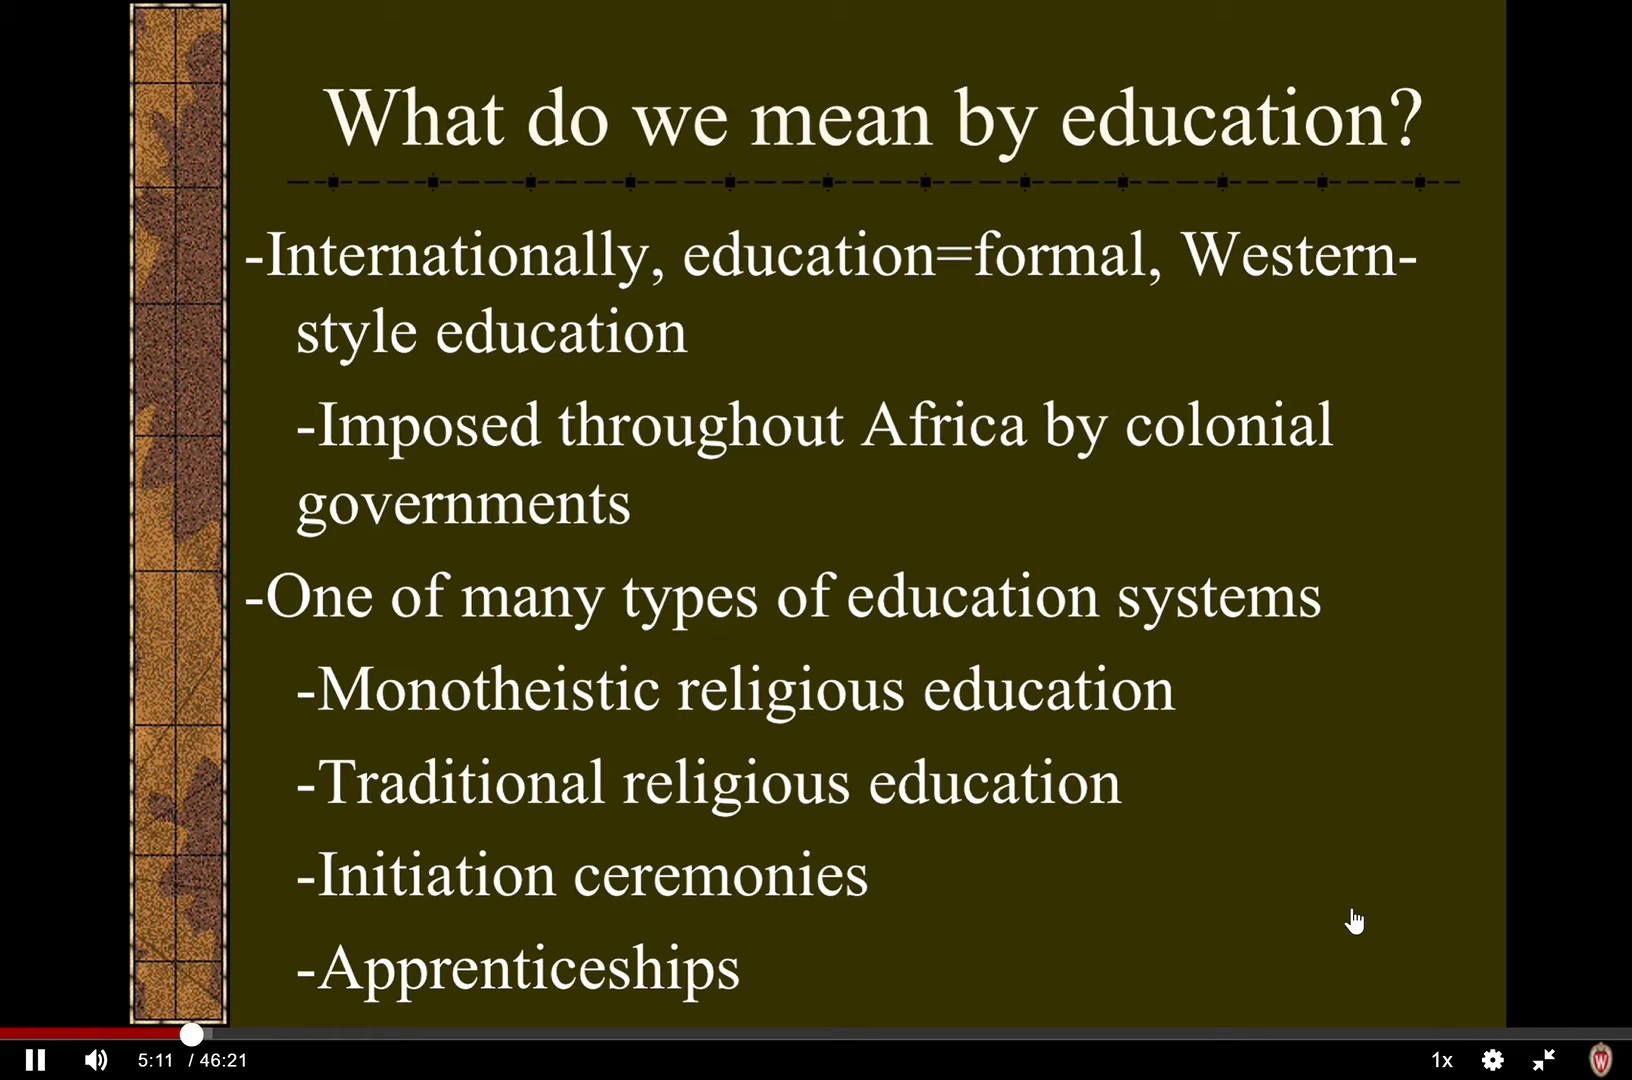 What do we mean by education?
-Internationally, education=formal, Western-
style education
-Imposed throughout Africa by colonial
governments
-One of many types of education systems
-Monotheistic religious education
-Traditional religious education
-Initiation ceremonies
-Apprenticeships
5:11 / 46:21 1x W